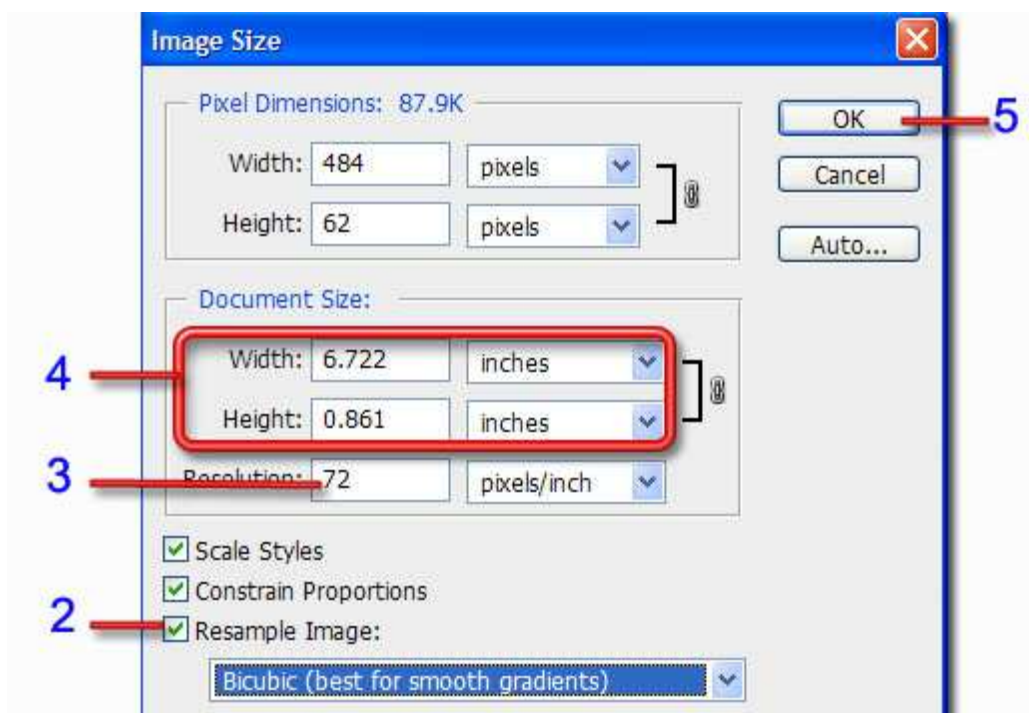 Image Size
Pixel Dimensions: 87.9K
OK
5
Width: 484 pixels
Cancel
Height: 62 pixels
Auto...
Document Size:
4
Width: 6.722 inches
Height: 0.861 inches
3
Resolution: 72 pixels/inch
Scale Styles
Constrain Proportions
2
Resample Image:
Bicubic (best for smooth gradients)